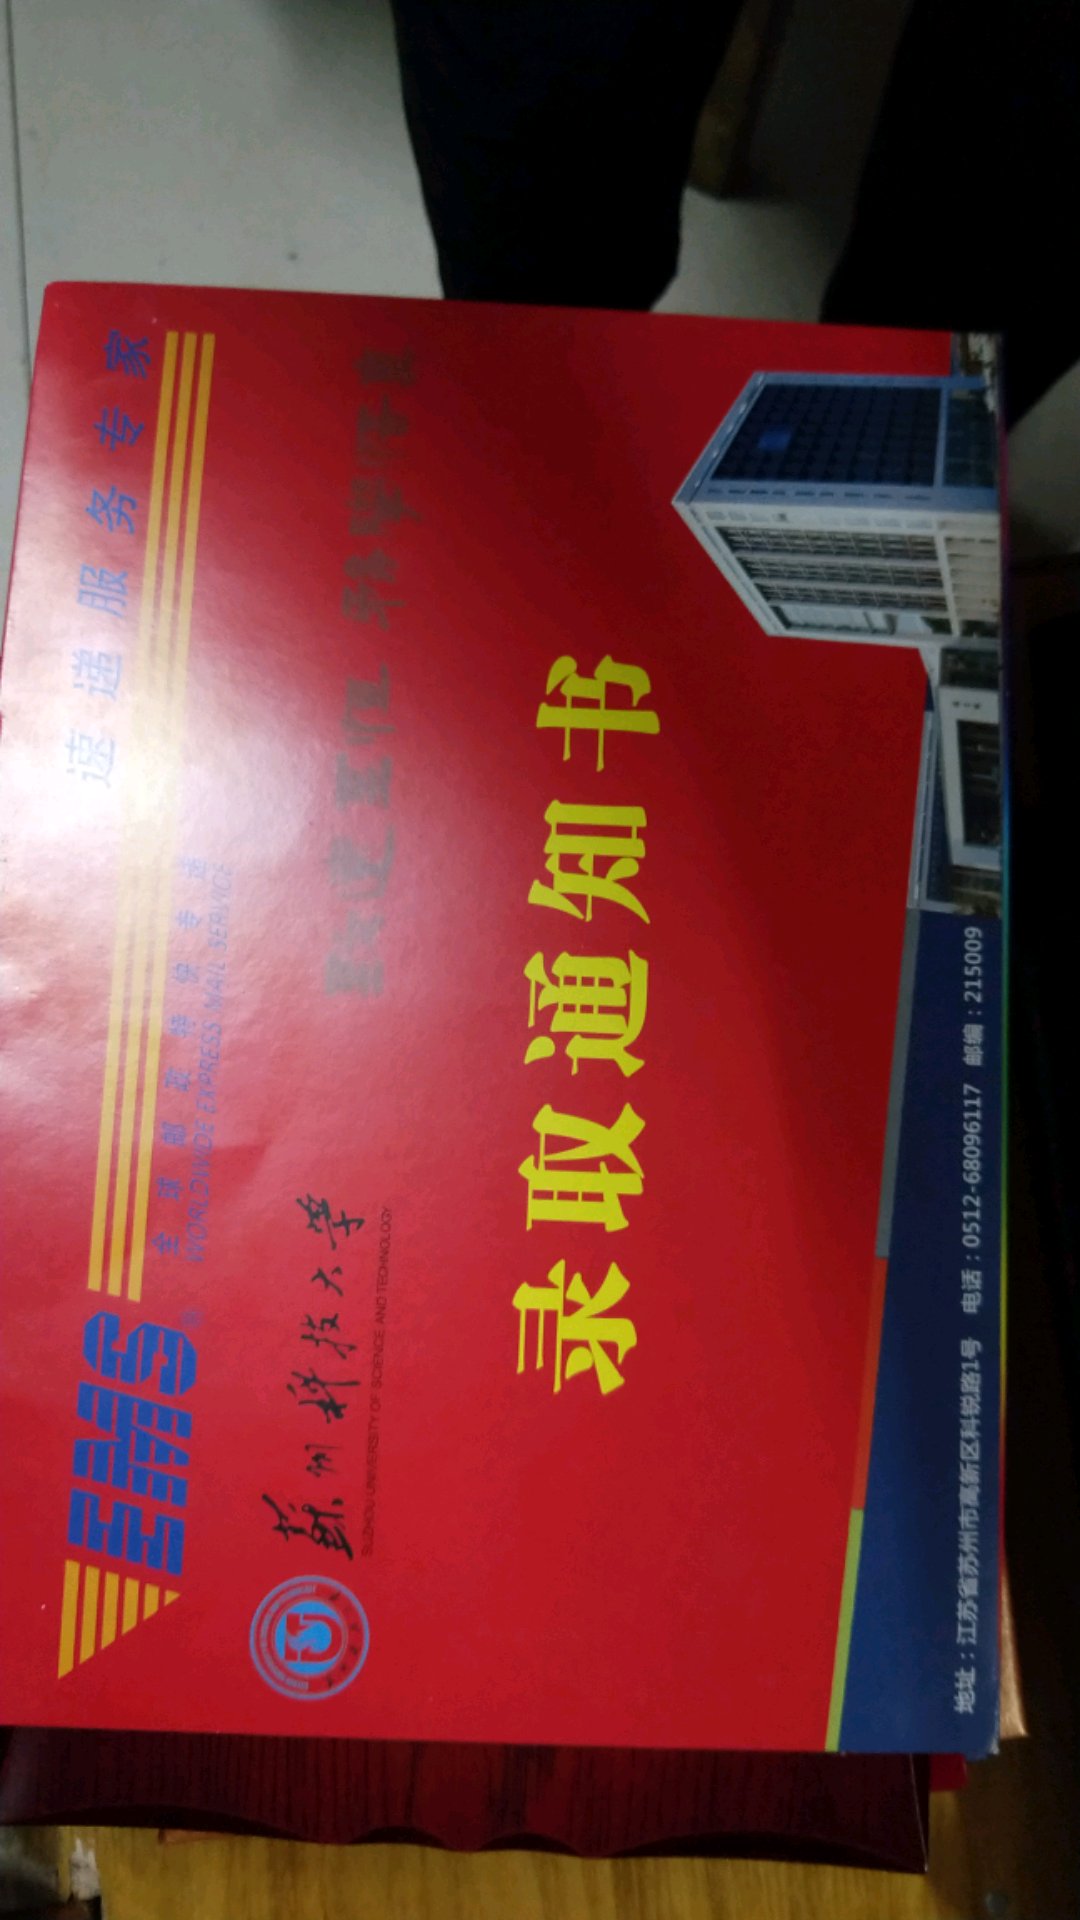 EMS
速递服务专家
全球邮政特快专递
WORLDWIDE EXPRESS MAIL SERVICE
蘇州科技大学
SUZHOU UNIVERSITY OF SCIENCE AND TECHNOLOGY
录取通知书
地址：江苏省苏州市高新区科锐路1号 电话：0512-68096117 邮编：215009